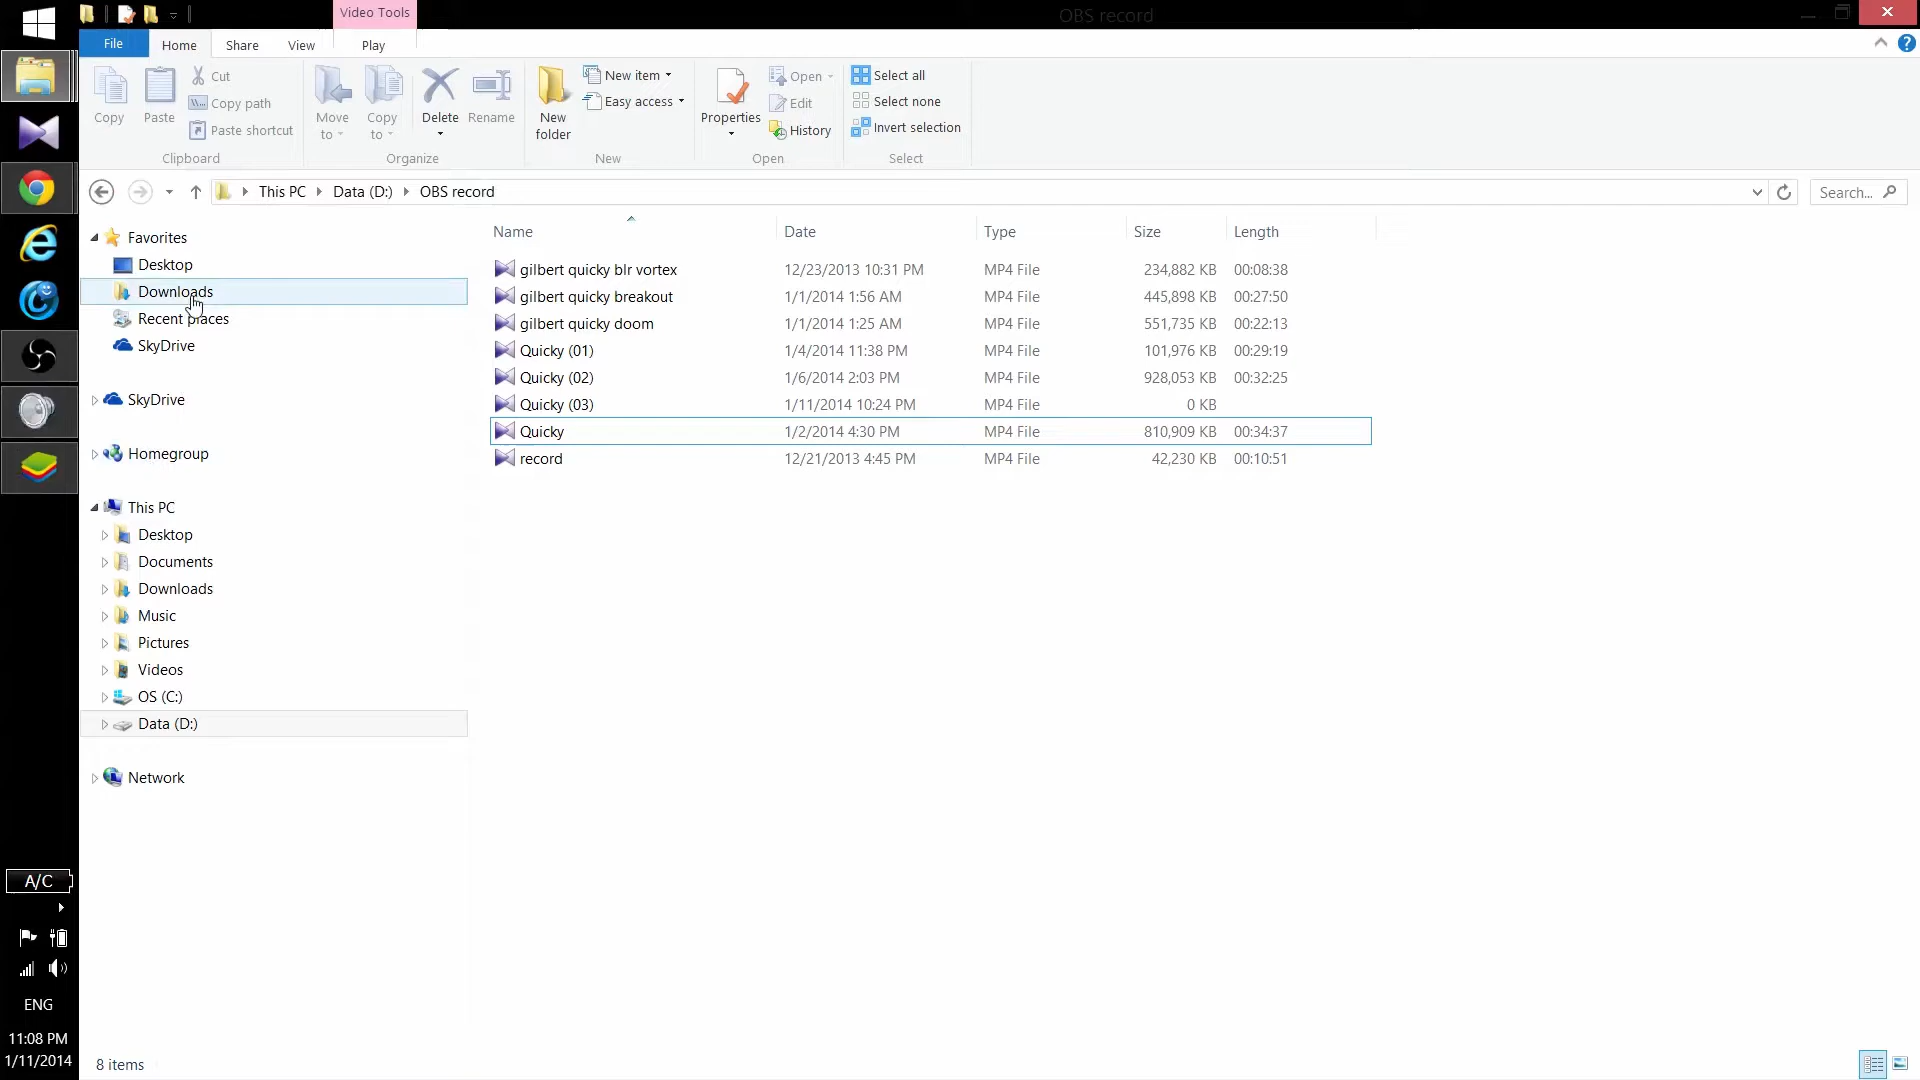 Video Tools
OBS record
File
Home
Share
View
Play
Copy
Paste
Cut
Copy path
Paste shortcut
Clipboard
Move to
Copy to
Delete
Rename
Organize
New folder
New item
Easy access
New
Properties
Open
Edit
History
Open
Select all
Select none
Invert selection
Select
This PC
Data (D:)
OBS record
Search...
Name Date Type Size Length
gilbert quicky blr vortex 12/23/2013 10:31 PM MP4 File 234,882 KB 00:08:38
gilbert quicky breakout 1/1/2014 1:56 AM MP4 File 445,898 KB 00:27:50
gilbert quicky doom 1/1/2014 1:25 AM MP4 File 551,735 KB 00:22:13
Quicky (01) 1/4/2014 11:38 PM MP4 File 101,976 KB 00:29:19
Quicky (02) 1/6/2014 2:03 PM MP4 File 928,053 KB 00:32:25
Quicky (03) 1/11/2014 10:24 PM MP4 File 0 KB
Quicky 1/2/2014 4:30 PM MP4 File 810,909 KB 00:34:37
record 12/21/2013 4:45 PM MP4 File 42,230 KB 00:10:51
Favorites
Desktop
Downloads
Recent places
SkyDrive
SkyDrive
Homegroup
This PC
Desktop
Documents
Downloads
Music
Pictures
Videos
OS (C:)
Data (D:)
Network
A/C
ENG
11:08 PM
1/11/2014
8 items